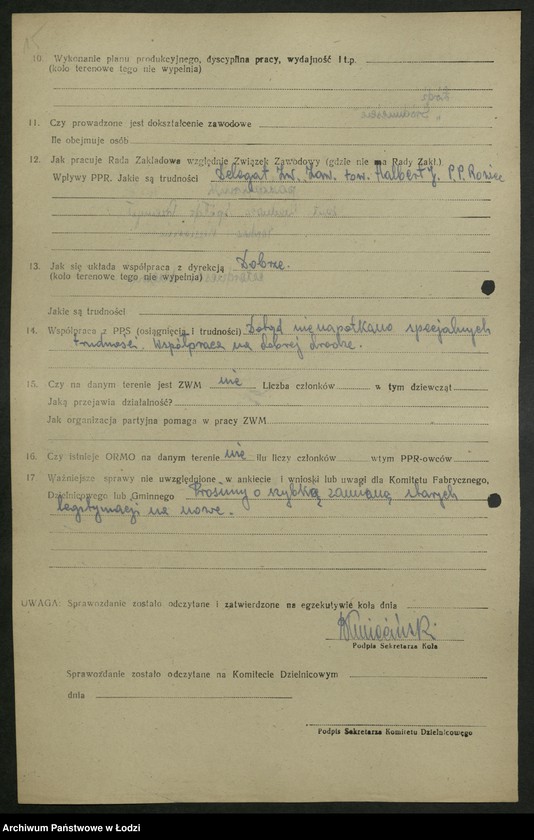 10. Wykonanie planu produkcyjnego, dyscyplina pracy, wydajność i t.p.
(koło terenowe tego nie wypełnia)
11. Czy prowadzone jest dokształcenie zawodowe
Ile obejmuje osób
12. Jak pracuje Rada Zakładowa względnie Związek Zawodowy (gdzie nie ma Rady Zakł.)
Wpływy PPR. Jakie są trudności Delegat Zw. Zaw. tow. Halbert J. P.P.
13. Jak się układa współpraca z dyrekcją Dobrze.
(koło terenowe tego nie wypełnia)
Jakie są trudności
14. Współpraca z PPS (osiągnięcia i trudności) Dotąd nie napotkano specjalnych
trudności. Współpraca na dobrej drodze.
15. Czy na danym terenie jest ZWM nie Liczba członków w tym dziewcząt
Jaką przejawia działalność?
Jak organizacja partyjna pomaga w pracy ZWM
16. Czy istnieje ORMO na danym terenie nie ilu liczy członków wtym PPR-owców
17 Ważniejsze sprawy nie uwzględnione w ankiecie i wnioski lub uwagi dla Komitetu Fabrycznego,
Dzielnicowego lub Gminnego Prosimy o szybką zamianę starych
legitymacji na nowe.
UWAGA: Sprawozdanie zostało odczytane i zatwierdzone na egzekutywie koła dnia
Podpis Sekretarza Koła
Sprawozdanie zostało odczytane na Komitecie Dzielnicowym
dnia
Podpis Sekretarza Komitetu Dzielnicowego
Archiwum Państwowe w Łodzi